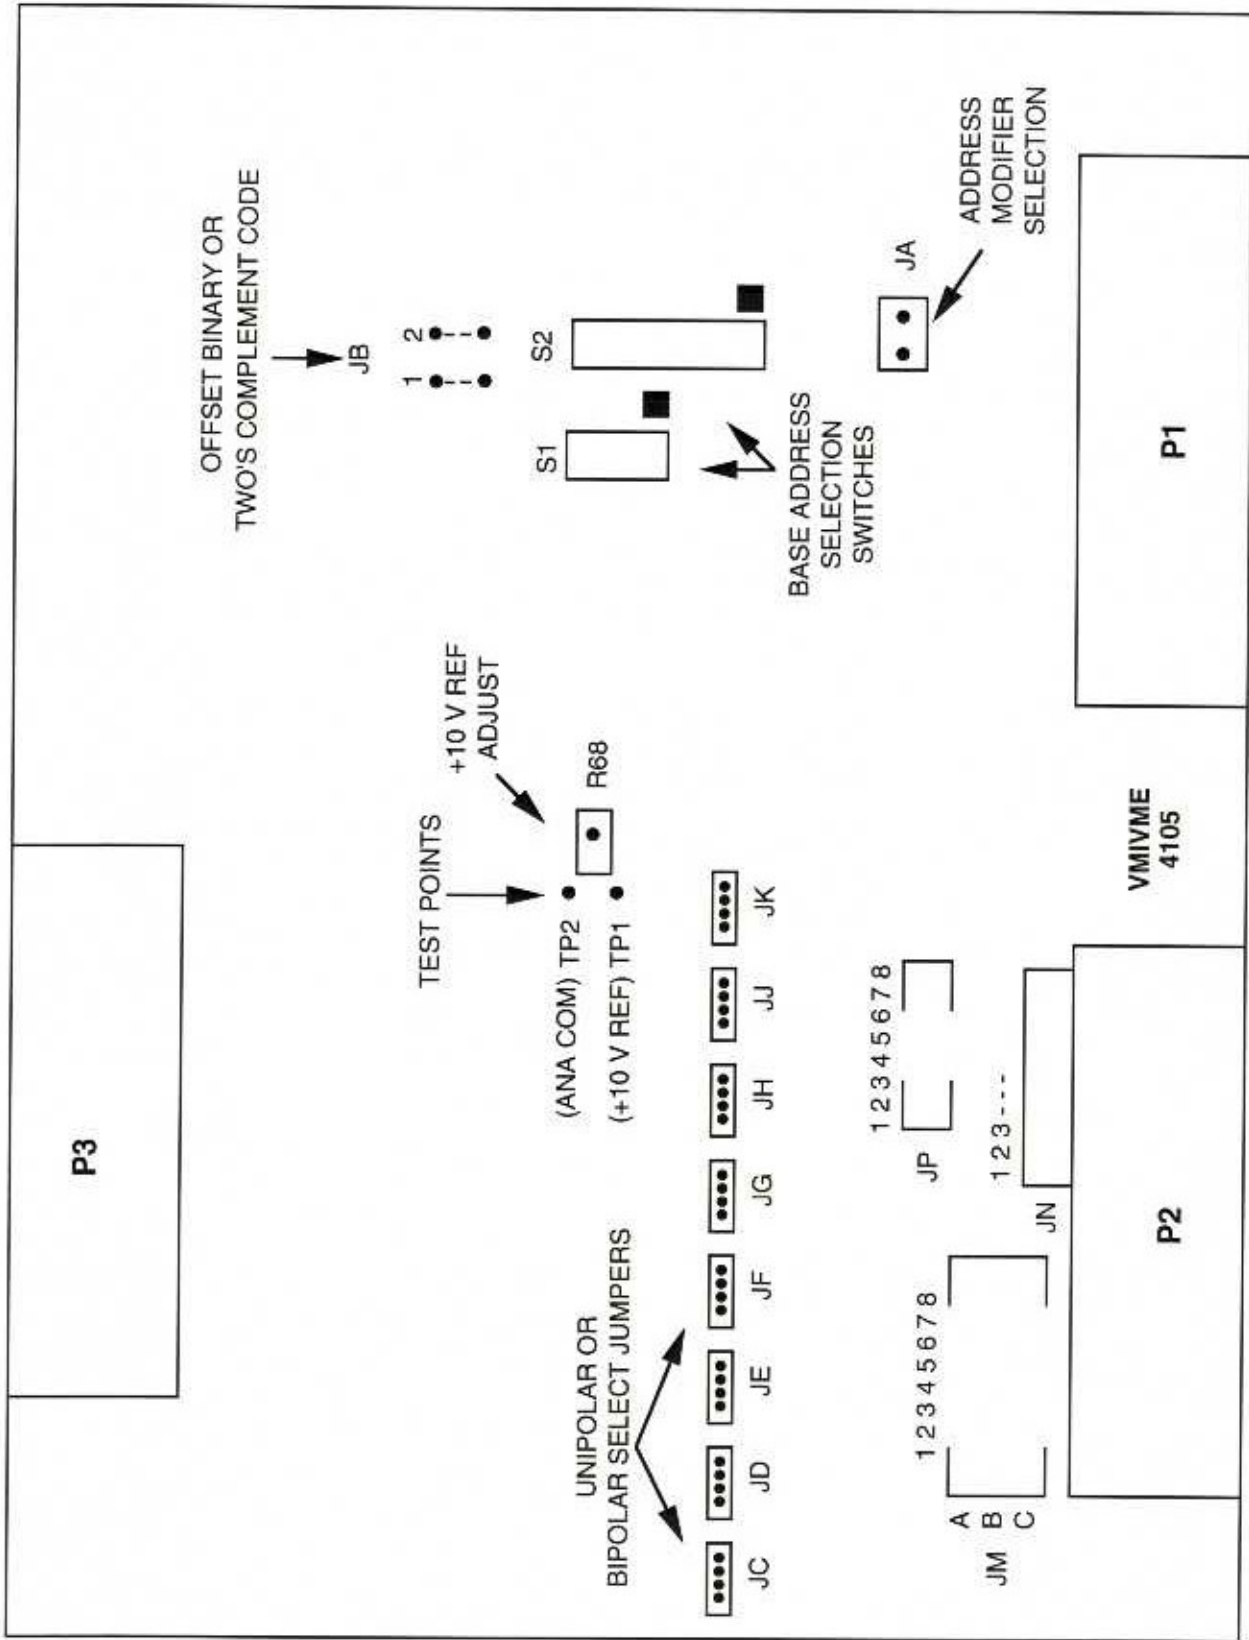 P3
OFFSET BINARY OR
TWO'S COMPLEMENT CODE
JB
1 2
TEST POINTS
+10 V REF
ADJUST
(ANA COM) TP2
(+10 V REF) TP1
R68
S1
S2
UNIPOLAR OR
BIPOLAR SELECT JUMPERS
JC
JD
JE
JF
JG
JH
JJ
JK
BASE ADDRESS
SELECTION
SWITCHES
JA
ADDRESS
MODIFIER
SELECTION
1 2 3 4 5 6 7 8
A
B
C
JM
1 2 3 4 5 6 7 8
JP
1 2 3 - - -
JN
P2
VMIVME
4105
P1